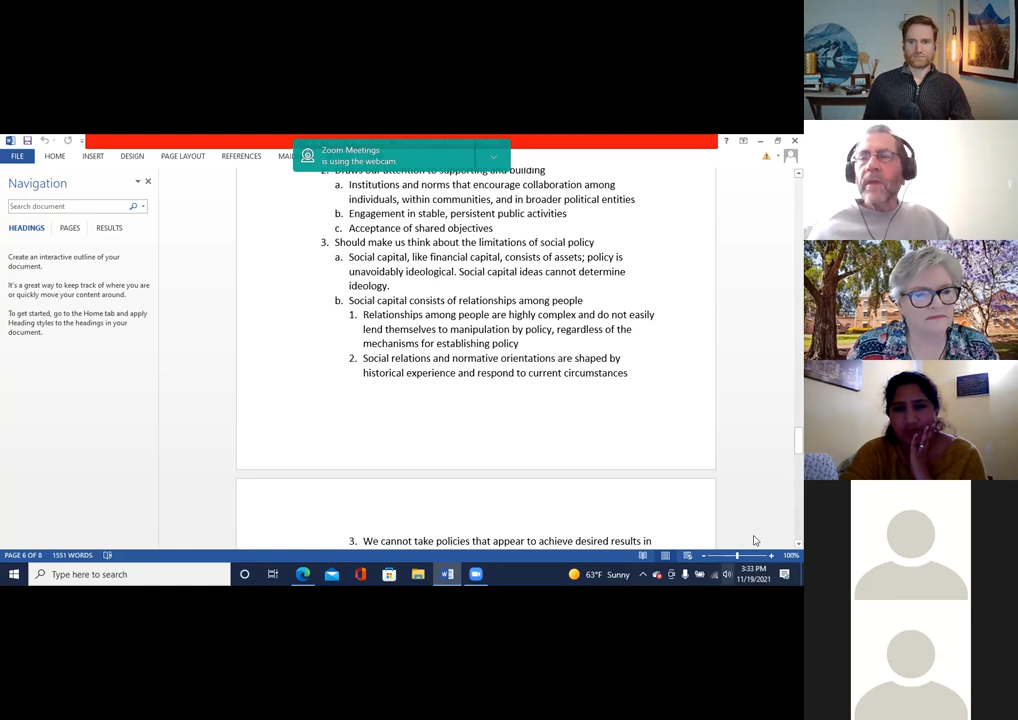 Zoom Meetings
is using the webcam
FILE
HOME
INSERT
DESIGN
PAGE LAYOUT
REFERENCES
MAI
Navigation
Search document
HEADINGS
PAGES
RESULTS
Create an interactive outline of your
document.
It's a great way to keep track of where you are
or quickly move your content around.
To get started, go to the Home tab and apply
Heading styles to the headings in your
document.
2. Draws our attention to supporting and building
a. Institutions and norms that encourage collaboration among
individuals, within communities, and in broader political entities
b. Engagement in stable, persistent public activities
c. Acceptance of shared objectives
3. Should make us think about the limitations of social policy
a. Social capital, like financial capital, consists of assets; policy is
unavoidably ideological. Social capital ideas cannot determine
ideology.
b. Social capital consists of relationships among people
1. Relationships among people are highly complex and do not easily
lend themselves to manipulation by policy, regardless of the
mechanisms for establishing policy
2. Social relations and normative orientations are shaped by
historical experience and respond to current circumstances
3. We cannot take policies that appear to achieve desired results in
PAGE 6 OF 8
1551 WORDS
100%
Type here to search
63°F Sunny
3:33 PM
11/19/2021